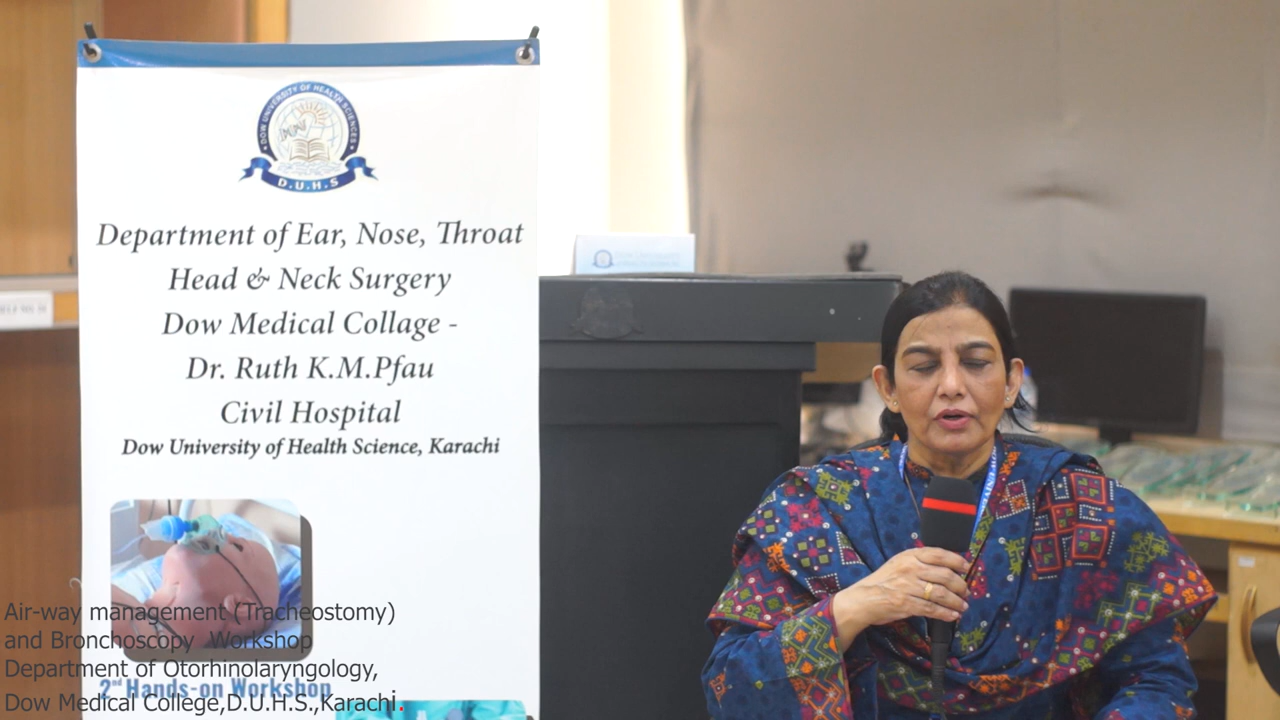 DOW UNIVERSITY OF HEALTH SCIENCES
D.U.H.S
Department of Ear, Nose, Throat
Head & Neck Surgery
Dow Medical Collage -
Dr. Ruth K.M.Pfau
Civil Hospital
Dow University of Health Science, Karachi
2nd Hands-on Workshop
Air-way management (Tracheostomy)
and Bronchoscopy Workshop
Department of Otorhinolaryngology,
Dow Medical College,D.U.H.S.,Karachi.